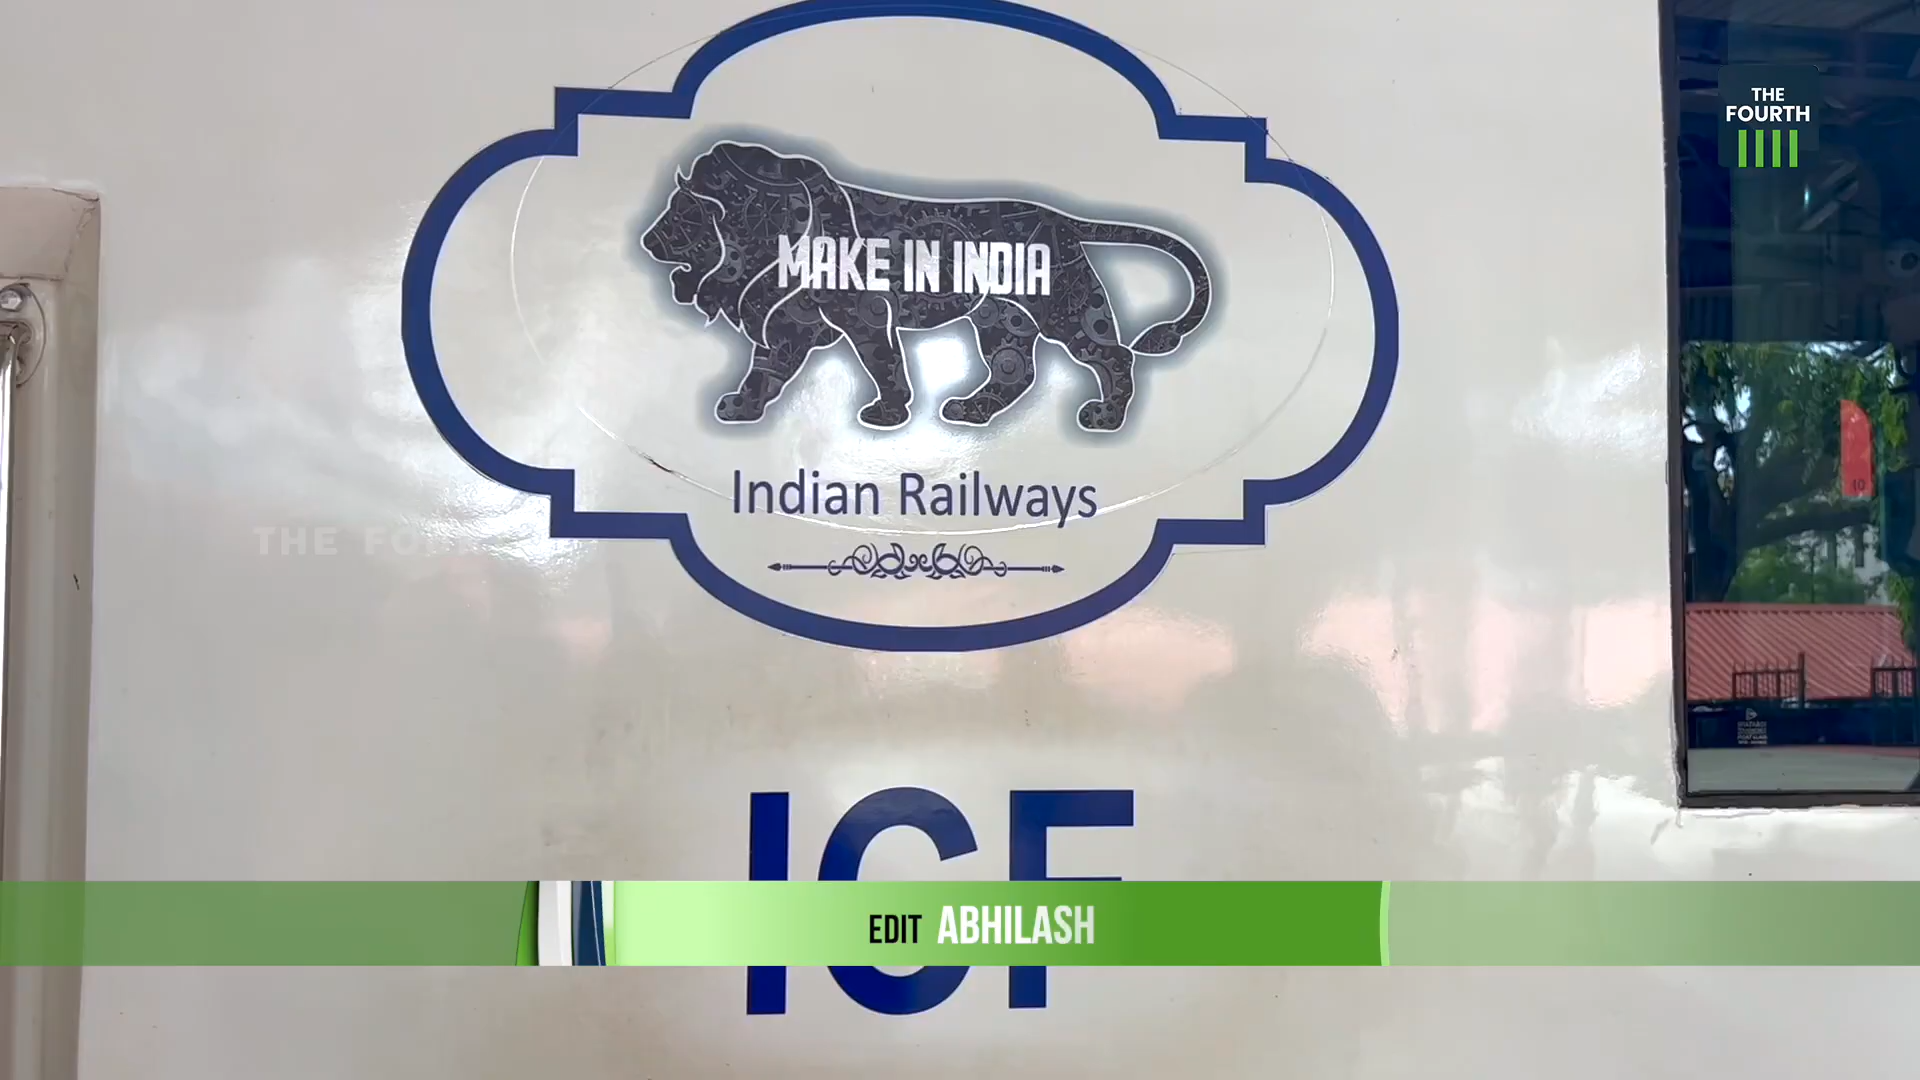 THE
FOURTH
MAKE IN INDIA
Indian Railways
ICF
EDIT ABHILASH